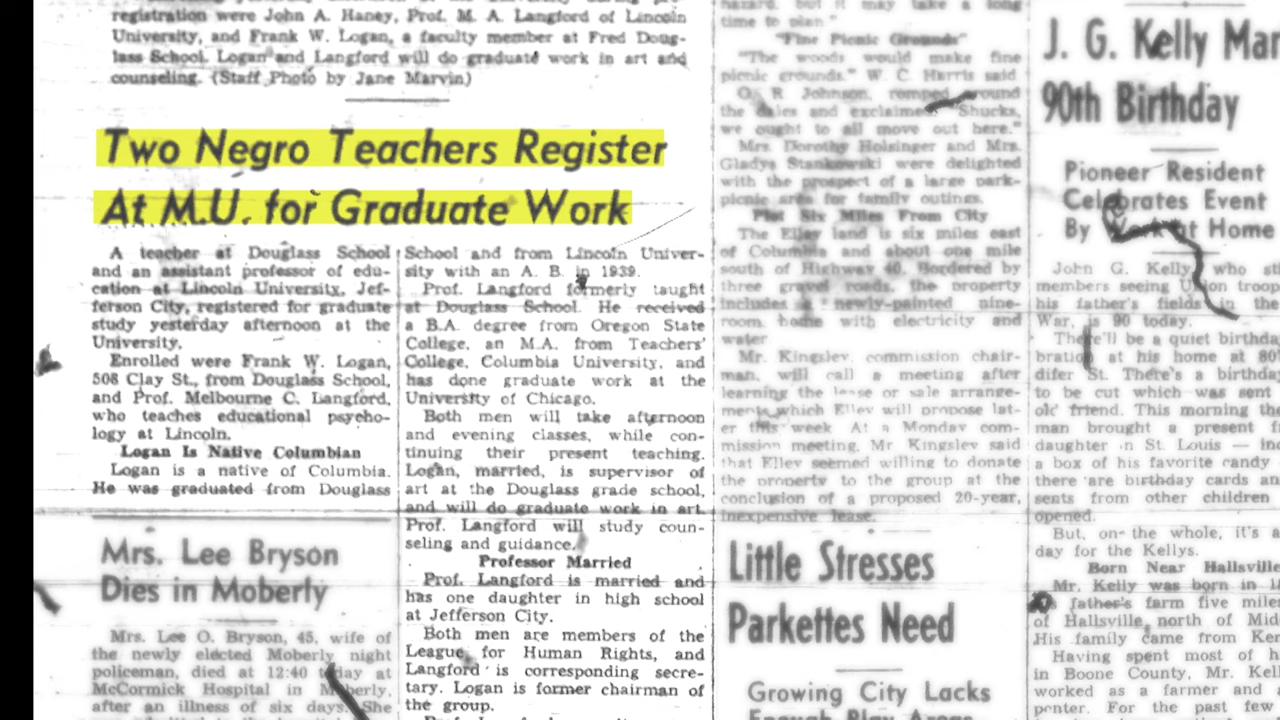 registration were John A. Haney, Prof. M. A. Langford of Lincoln
University, and Frank W. Logan, a faculty member at Fred Doug-
lass School. Logan and Langford will do graduate work in art and
counseling. (Staff Photo by Jane Marvin)
Two Negro Teachers Register
At M.U. for Graduate Work
A teacher at Douglass School
and an assistant professor of edu-
cation at Lincoln University, Jef-
ferson City, registered for graduate
study yesterday afternoon at the
University.
Enrolled were Frank W. Logan,
508 Clay St., from Douglass School,
and Prof. Melbourne C. Langford,
who teaches educational psycho-
logy at Lincoln.
Logan Is Native Columbian
Logan is a native of Columbia.
He was graduated from Douglass
School and from Lincoln Univer-
sity with an A. B. in 1939.
Prof. Langford formerly taught
at Douglass School. He received
a B.A. degree from Oregon State
College, an M.A. from Teachers'
College, Columbia University, and
has done graduate work at the
University of Chicago.
Both men will take afternoon
and evening classes, while con-
tinuing their present teaching.
Logan, married, is supervisor of
art at the Douglass grade school,
and will do graduate work in art.
Prof. Langford will study coun-
seling and guidance.
Professor Married
Prof. Langford is married and
has one daughter in high school
at Jefferson City.
Both men are members of the
League for Human Rights, and
Langford is corresponding secre-
tary. Logan is former chairman of
the group.
Mrs. Lee Bryson
Dies in Moberly
Mrs. Lee O. Bryson, 45, wife of
the newly elected Moberly night
policeman, died at 12:40 today at
McCormick Hospital in Moberly,
after an illness of six days. She
hazard, but it may take a long
time to plan."
"Fine Picnic Grounds"
"The woods would make fine
picnic grounds." W. C. Harris said
O. R Johnson, romped around
the dales and exclaimed "Shucks,
we ought to all move out here."
Mrs. Dorothy Holsinger and Mrs.
Gladys Stankowski were delighted
with the prospect of a large park-
picnic area for family outings.
Plot Six Miles From City
The Elley land is six miles east
of Columbia and about one mile
south of Highway 40. Bordered by
three gravel roads, the property
includes a newly-painted nine-
room home with electricity and
water
Mr. Kingsley, commission chair-
man, will call a meeting after
learning the lease or sale arrange-
ments which Elley will propose lat-
er this week At a Monday com-
mission meeting, Mr Kingsley said
that Elley seemed willing to donate
the property to the group at the
conclusion of a proposed 20-year,
inexpensive lease.
Little Stresses
Parkettes Need
Growing City Lacks
Enough Play Areas
J. G. Kelly Mar
90th Birthday
Pioneer Resident
Celebrates Event
By Work at Home
John G. Kelly, who sti
members seeing Union troop
his father's fields in the
War, is 90 today.
There'll be a quiet birthda
bration at his home at 80
difer St. There's a birthday
to be cut which was sent
old friend. This morning th
man brought a present f
daughter in St. Louis — in
a box of his favorite candy
there are birthday cards an
sents from other children
opened.
But, on the whole, it's a
day for the Kellys.
Born Near Hallsville
Mr. Kelly was born in 1
father's farm five mile
of Hallsville, north of Mid
His family came from Ken
Having spent most of h
in Boone County, Mr. Kel
worked as a farmer and
penter. For the past few